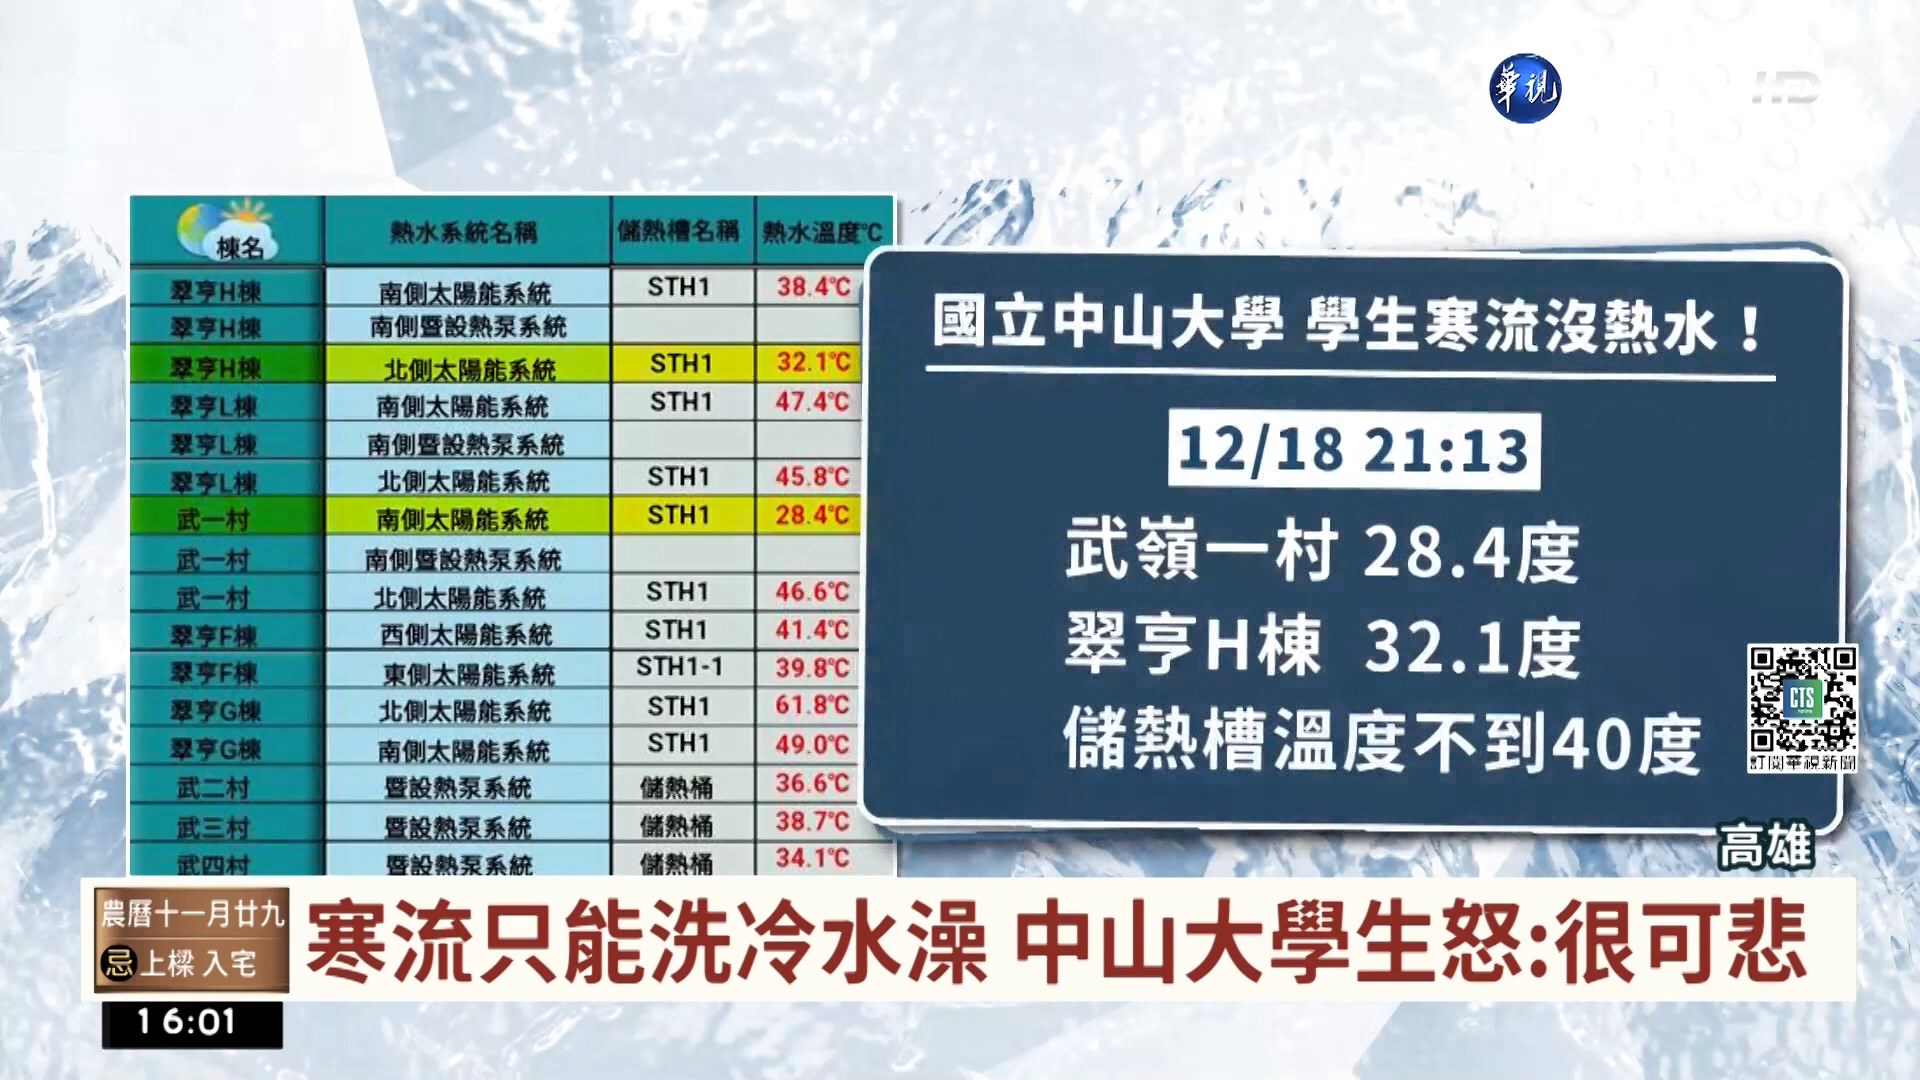 華視
HD
棟名 熱水系統名稱 儲熱槽名稱 熱水溫度℃
翠亨H棟 南側太陽能系統 STH1 38.4℃
翠亨H棟 南側暨設熱泵系統
翠亨H棟 北側太陽能系統 STH1 32.1℃
翠亨L棟 南側太陽能系統 STH1 47.4℃
翠亨L棟 南側暨設熱泵系統
翠亨L棟 北側太陽能系統 STH1 45.8℃
武一村 南側太陽能系統 STH1 28.4℃
武一村 南側暨設熱泵系統
武一村 北側太陽能系統 STH1 46.6℃
翠亨F棟 西側太陽能系統 STH1 41.4℃
翠亨F棟 東側太陽能系統 STH1-1 39.8℃
翠亨G棟 北側太陽能系統 STH1 61.8℃
翠亨G棟 南側太陽能系統 STH1 49.0℃
武二村 暨設熱泵系統 儲熱桶 36.6℃
武三村 暨設熱泵系統 儲熱桶 38.7℃
武四村 暨設熱泵系統 儲熱桶 34.1℃
國立中山大學 學生寒流沒熱水！
12/18 21:13
武嶺一村 28.4度
翠亨H棟 32.1度
儲熱槽溫度不到40度
CTS
訂閱華視新聞
高雄
農曆十一月廿九
忌 上樑 入宅
寒流只能洗冷水澡 中山大學生怒:很可悲
16:01